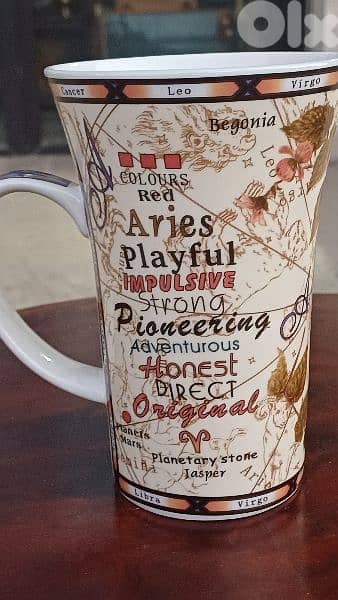 OLX
Cancer Leo Virgo
Begonia
Leo
COLOURS
Red
Aries
Playful
IMPULSIVE
Strong
Pioneering
Adventurous
Honest
DIRECT
Original
Planets
Mars
Planetary stone
Jasper
Libra Virgo